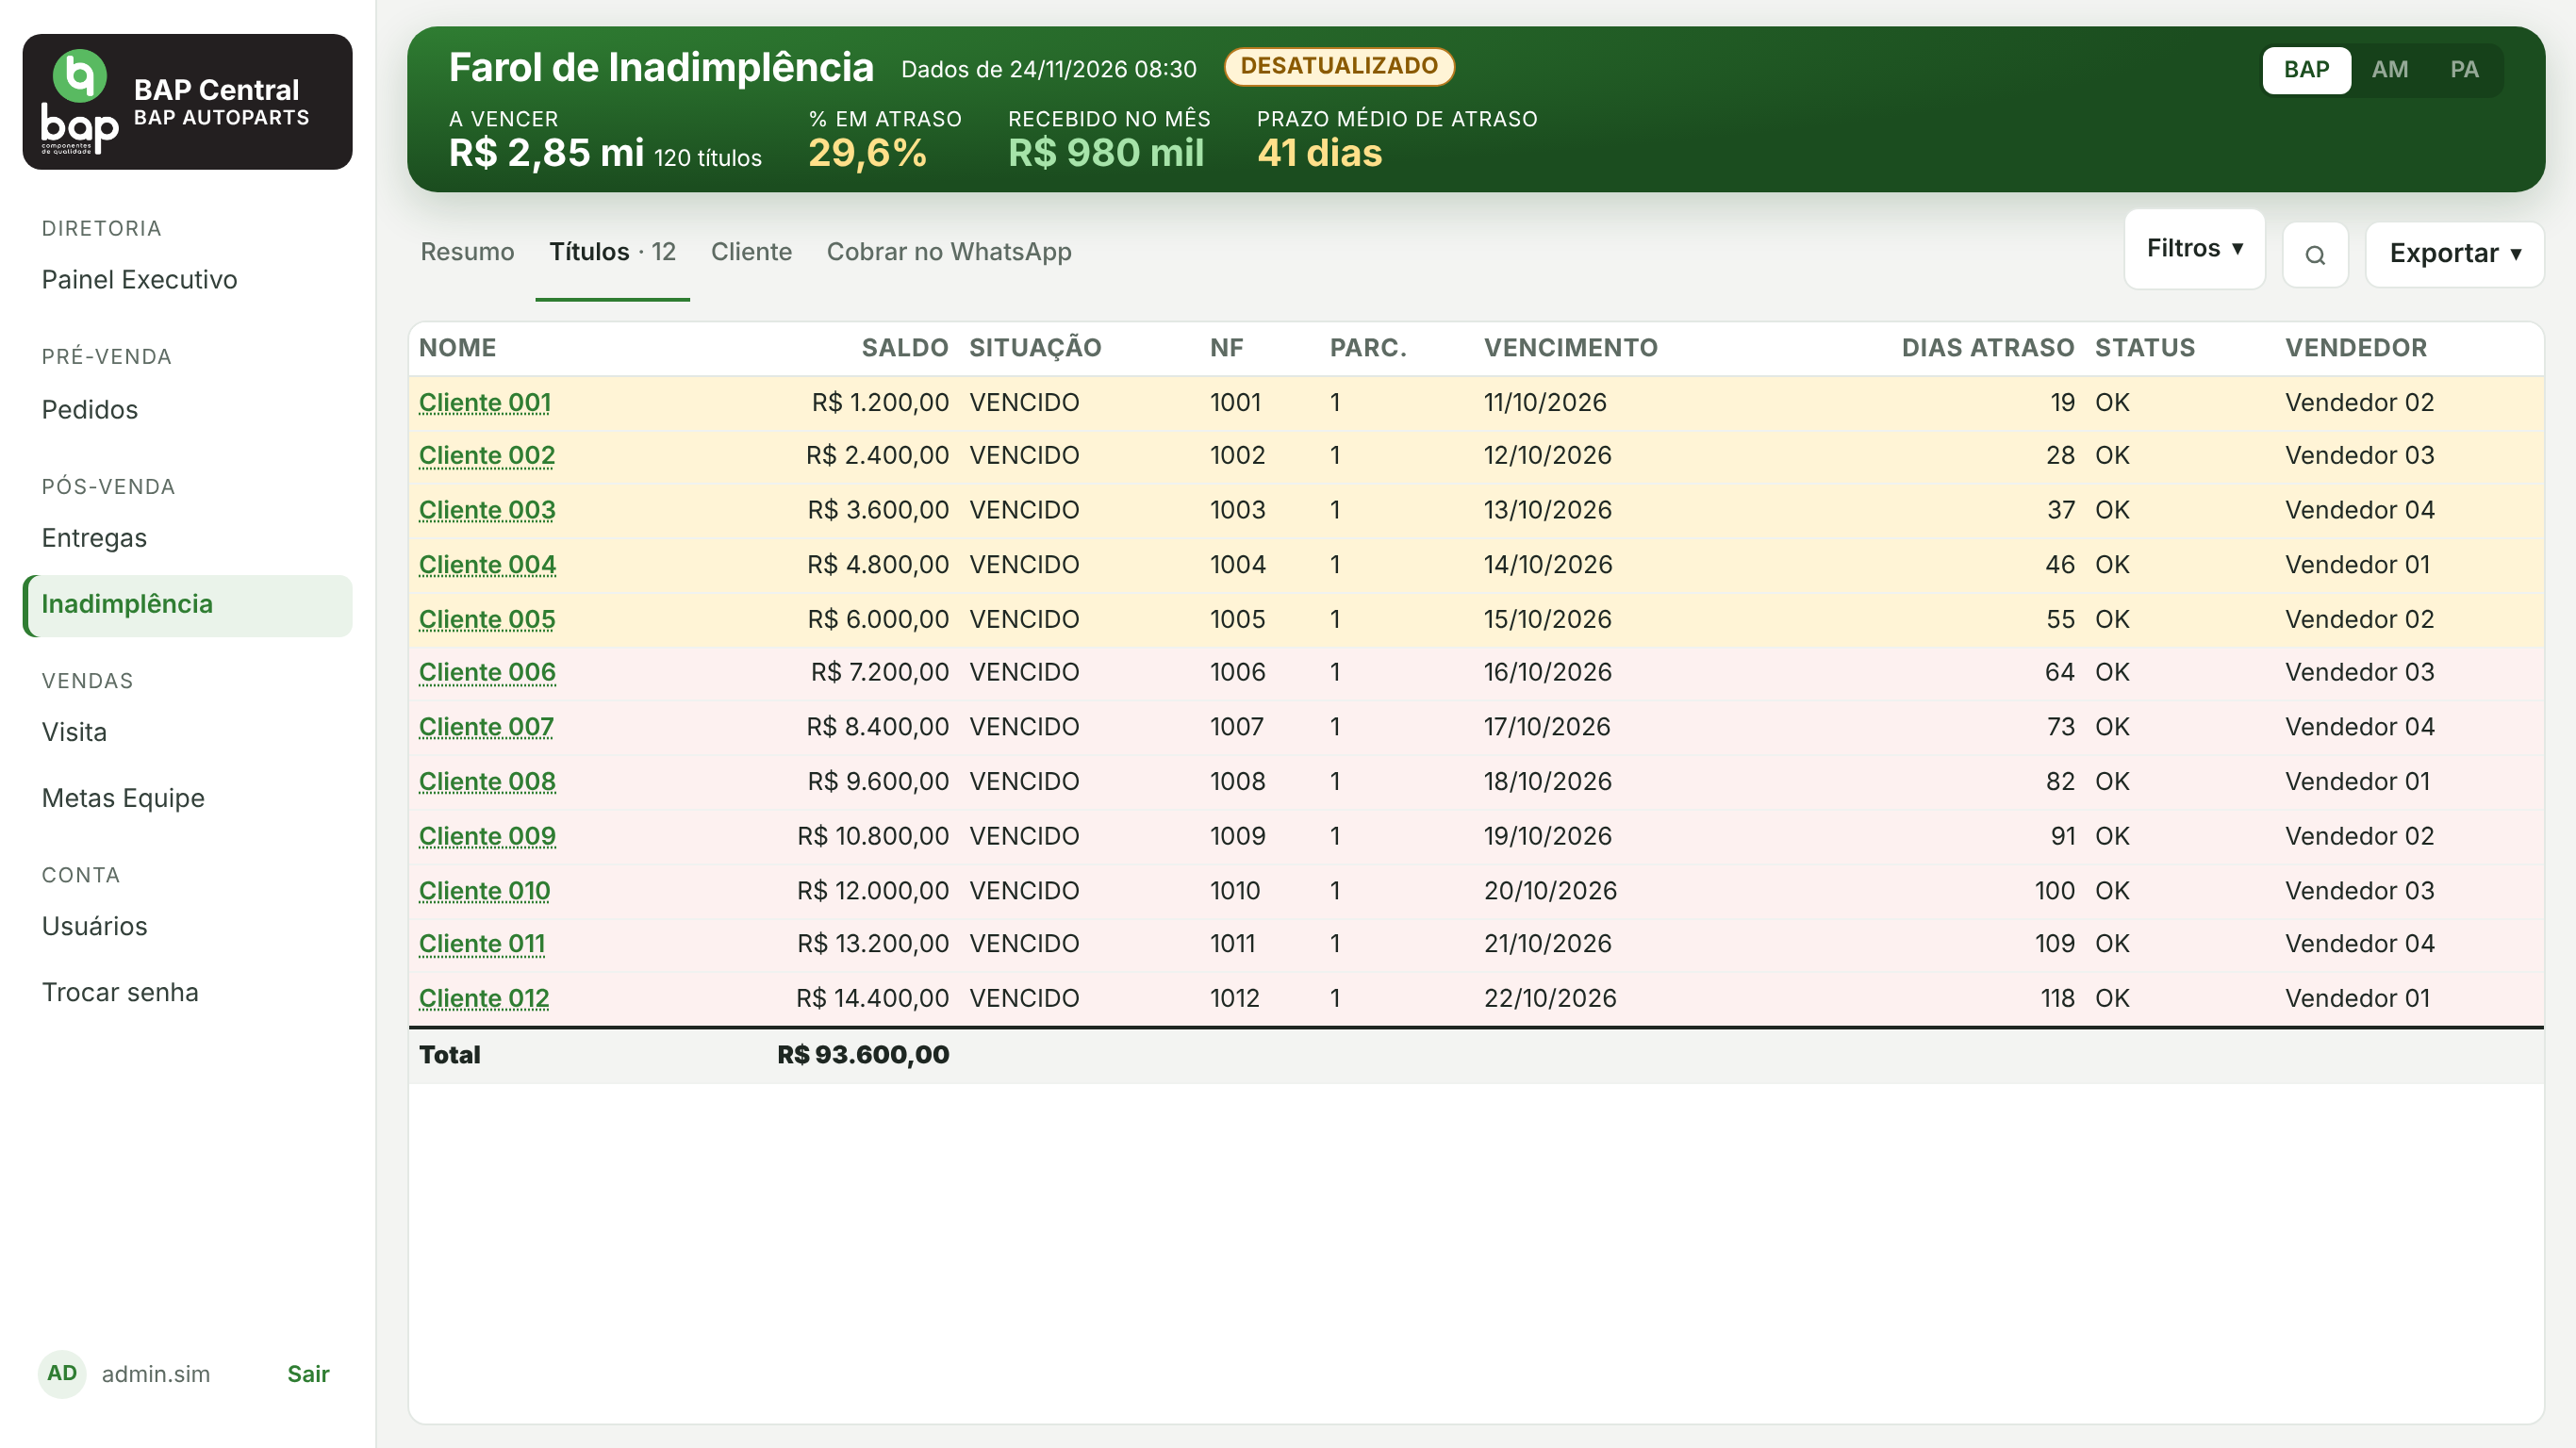 bap
componentes
de qualidade
BAP Central
BAP AUTOPARTS
DIRETORIA
Painel Executivo
PRÉ-VENDA
Pedidos
PÓS-VENDA
Entregas
Inadimplência
VENDAS
Visita
Metas Equipe
CONTA
Usuários
Trocar senha
AD admin.sim Sair
Farol de Inadimplência Dados de 24/11/2026 08:30 DESATUALIZADO BAP AM PA
A VENCER % EM ATRASO RECEBIDO NO MÊS PRAZO MÉDIO DE ATRASO
R$ 2,85 mi 120 títulos 29,6% R$ 980 mil 41 dias
Resumo Títulos · 12 Cliente Cobrar no WhatsApp Filtros ▾ Exportar ▾
NOME SALDO SITUAÇÃO NF PARC. VENCIMENTO DIAS ATRASO STATUS VENDEDOR
Cliente 001 R$ 1.200,00 VENCIDO 1001 1 11/10/2026 19 OK Vendedor 02
Cliente 002 R$ 2.400,00 VENCIDO 1002 1 12/10/2026 28 OK Vendedor 03
Cliente 003 R$ 3.600,00 VENCIDO 1003 1 13/10/2026 37 OK Vendedor 04
Cliente 004 R$ 4.800,00 VENCIDO 1004 1 14/10/2026 46 OK Vendedor 01
Cliente 005 R$ 6.000,00 VENCIDO 1005 1 15/10/2026 55 OK Vendedor 02
Cliente 006 R$ 7.200,00 VENCIDO 1006 1 16/10/2026 64 OK Vendedor 03
Cliente 007 R$ 8.400,00 VENCIDO 1007 1 17/10/2026 73 OK Vendedor 04
Cliente 008 R$ 9.600,00 VENCIDO 1008 1 18/10/2026 82 OK Vendedor 01
Cliente 009 R$ 10.800,00 VENCIDO 1009 1 19/10/2026 91 OK Vendedor 02
Cliente 010 R$ 12.000,00 VENCIDO 1010 1 20/10/2026 100 OK Vendedor 03
Cliente 011 R$ 13.200,00 VENCIDO 1011 1 21/10/2026 109 OK Vendedor 04
Cliente 012 R$ 14.400,00 VENCIDO 1012 1 22/10/2026 118 OK Vendedor 01
Total R$ 93.600,00